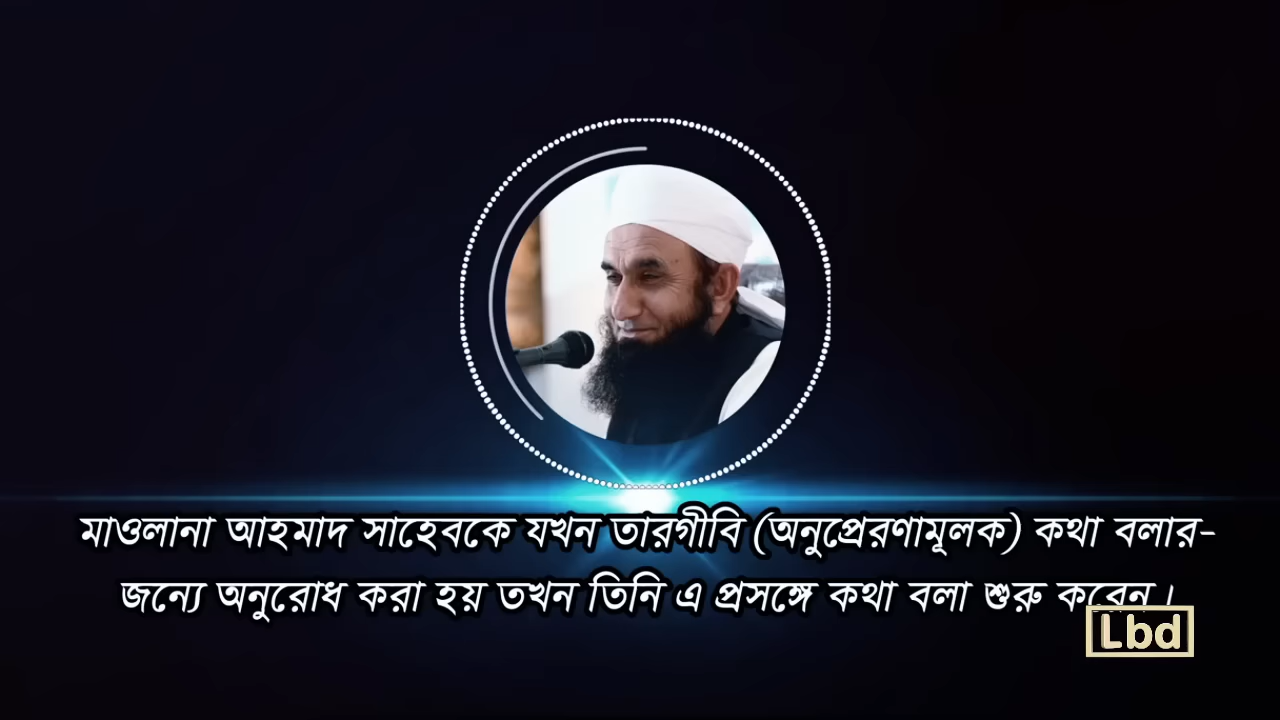 মাওলানা আহমাদ সাহেবকে যখন তারগীবি (অনুপ্রেরণামূলক) কথা বলার-
জন্যে অনুরোধ করা হয় তখন তিনি এ প্রসঙ্গে কথা বলা শুরু করেন।
Lbd